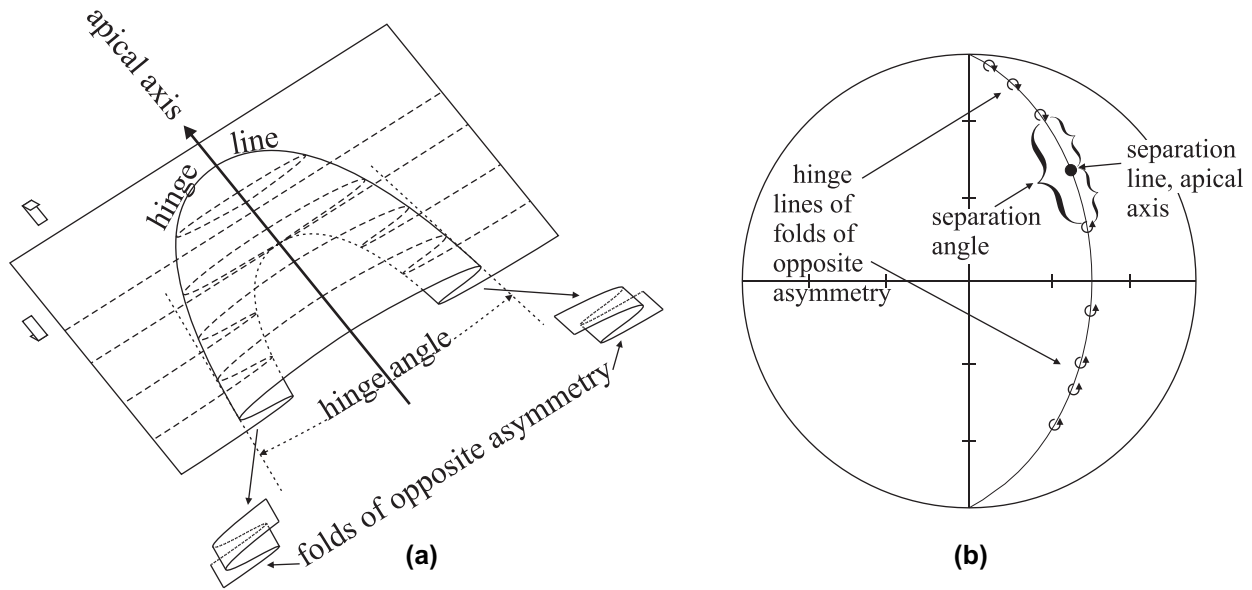 apical axis
hinge
line
hinge angle
folds of opposite asymmetry
(a)
hinge
lines of
folds of
opposite
asymmetry
separation
angle
separation
line, apical
axis
(b)